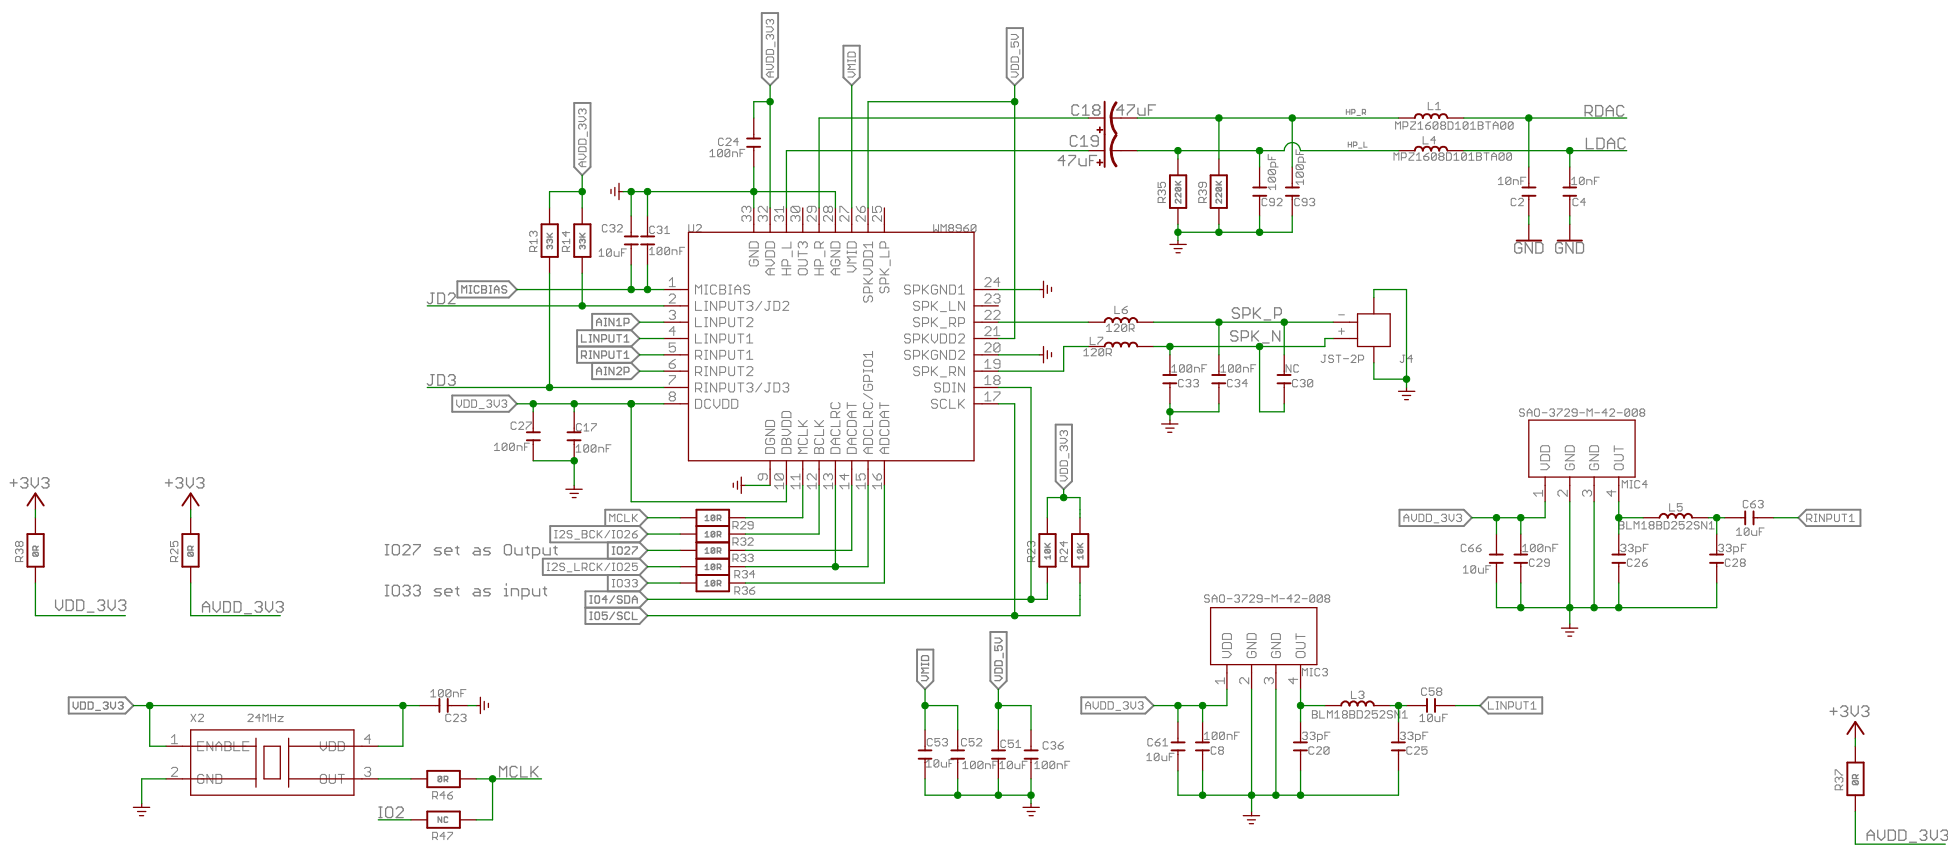 AVDD_3V3
VMID
VDD_5V
AVDD_3V3
C24
100nF
C18 47uF
C19
47uF
HP_R
L1
MPZ1608D101BTA00
RDAC
HP_L
L4
MPZ1608D101BTA00
LDAC
R35
220K
R39
220K
100pF
C92
100pF
C93
10nF
C2
10nF
C4
GND
GND
R13
33K
R14
33K
C32
10uF
C31
100nF
U2
WM8960
33
32
31
30
29
28
27
26
25
GND
AVDD
HP_L
OUT3
HP_R
AGND
VMID
SPKVDD1
SPK_LP
MICBIAS
1 MICBIAS
JD2
2 LINPUT3/JD2
AIN1P
3 LINPUT2
LINPUT1
4 LINPUT1
RINPUT1
5 RINPUT1
AIN2P
6 RINPUT2
JD3
7 RINPUT3/JD3
VDD_3V3
8 DCVDD
SPKGND1 24
SPK_LN 23
SPK_RP 22
SPKVDD2 21
SPKGND2 20
SPK_RN 19
SDIN 18
SCLK 17
DGND
DBVDD
MCLK
BCLK
DACLRC
DACDAT
ADCLRC/GPIO1
ADCDAT
9
10
11
12
13
14
15
16
C27
100nF
C17
100nF
L6
120R
L7
120R
SPK_P
SPK_N
-
+
JST-2P
J4
100nF
C33
100nF
C34
NC
C30
VDD_3V3
R23
10K
R24
10K
MCLK
10R
R29
I2S_BCK/IO26
10R
R32
IO27 set as Output
IO27
10R
R33
I2S_LRCK/IO25
10R
R34
IO33 set as input
IO33
10R
R36
IO4/SDA
IO5/SCL
+3V3
R38
0R
VDD_3V3
+3V3
R25
0R
AVDD_3V3
SAO-3729-M-42-008
VDD
GND
GND
OUT
MIC4
1
2
3
4
AVDD_3V3
C66
10uF
100nF
C29
L5
BLM18BD252SN1
C63
10uF
RINPUT1
33pF
C26
33pF
C28
SAO-3729-M-42-008
VDD
GND
GND
OUT
MIC3
1
2
3
4
AVDD_3V3
C61
10uF
100nF
C8
L3
BLM18BD252SN1
C58
10uF
LINPUT1
33pF
C20
33pF
C25
VMID
VDD_5V
C53
10uF
C52
100nF
C51
10uF
C36
100nF
VDD_3V3
100nF
C23
X2
24MHz
1 ENABLE
VDD 4
2 GND
OUT 3
0R
R46
MCLK
IO2
NC
R47
+3V3
R37
0R
AVDD_3V3